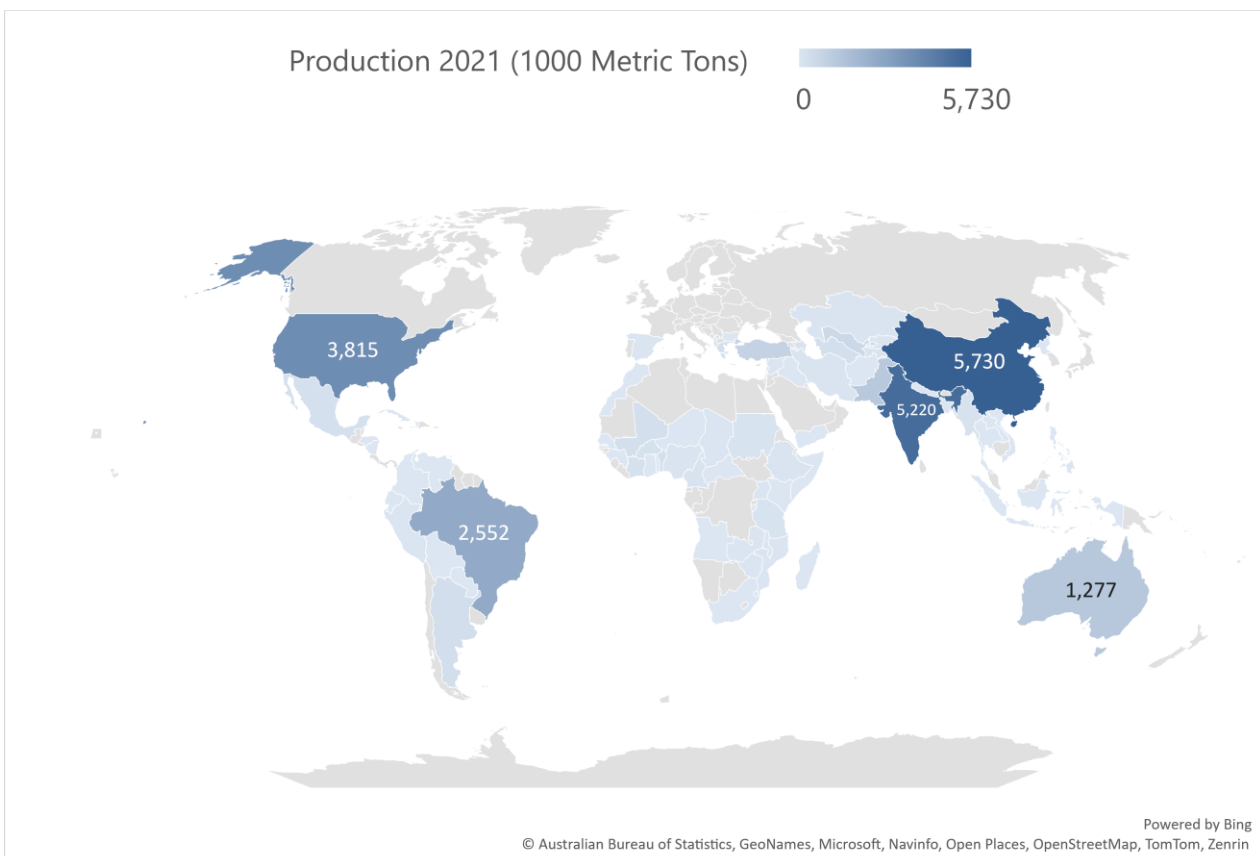 Production 2021 (1000 Metric Tons)
0 5,730
3,815
5,730
5,220
2,552
1,277
Powered by Bing
© Australian Bureau of Statistics, GeoNames, Microsoft, Navinfo, Open Places, OpenStreetMap, TomTom, Zenrin